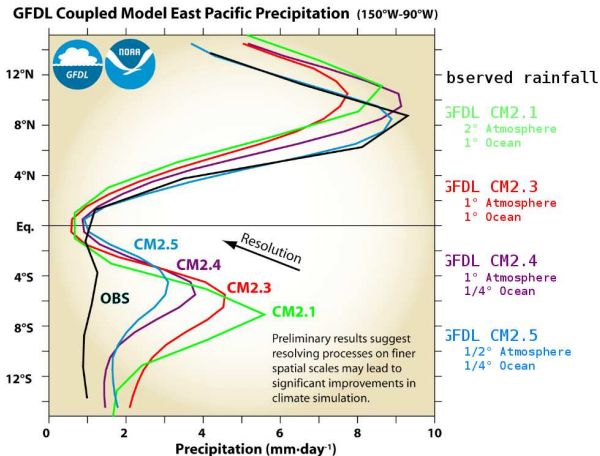 GFDL Coupled Model East Pacific Precipitation (150°W-90°W)
GFDL
NOAA
12°N
8°N
4°N
Eq.
4°S
8°S
12°S
CM2.5
CM2.4
CM2.3
CM2.1
OBS
Resolution
Preliminary results suggest
resolving processes on finer
spatial scales may lead to
significant improvements in
climate simulation.
0 2 4 6 8 10
Precipitation (mm·day⁻¹)
bserved rainfall
GFDL CM2.1
2° Atmosphere
1° Ocean
GFDL CM2.3
1° Atmosphere
1° Ocean
GFDL CM2.4
1° Atmosphere
1/4° Ocean
GFDL CM2.5
1/2° Atmosphere
1/4° Ocean